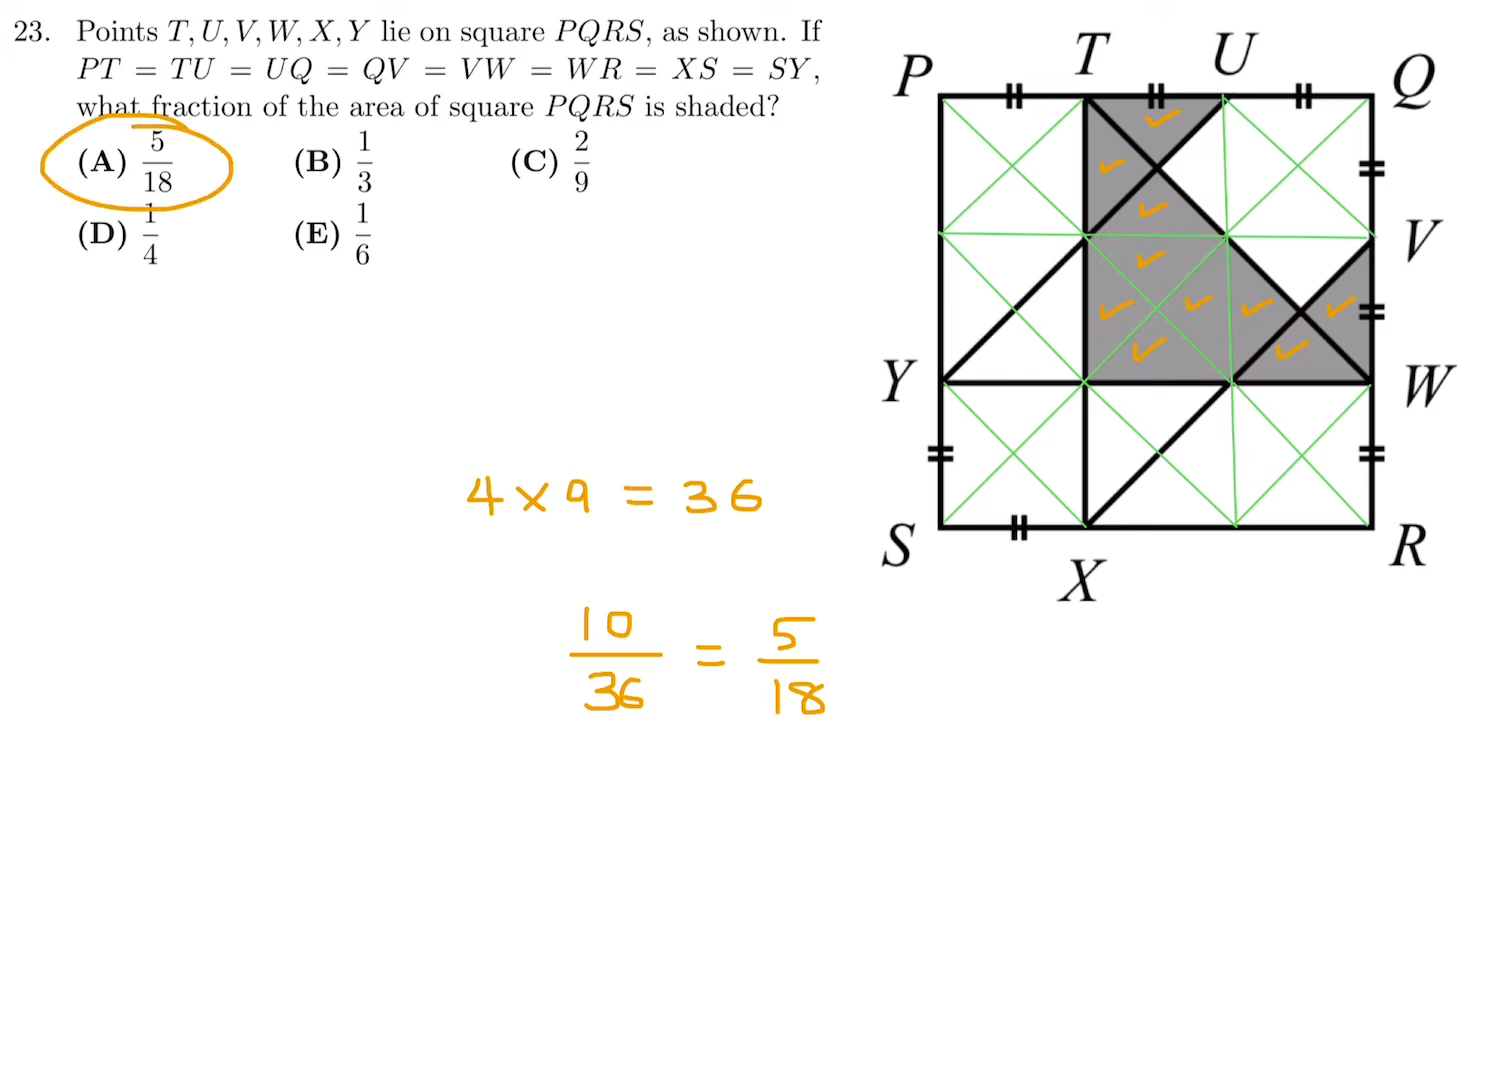 23. Points T, U, V, W, X, Y lie on square PQRS, as shown. If
PT = TU = UQ = QV = VW = WR = XS = SY,
what fraction of the area of square PQRS is shaded?
(A) 5/18 (B) 1/3 (C) 2/9
(D) 1/4 (E) 1/6
P T U Q
V
Y W
S X R
4 × 9 = 36
10/36 = 5/18